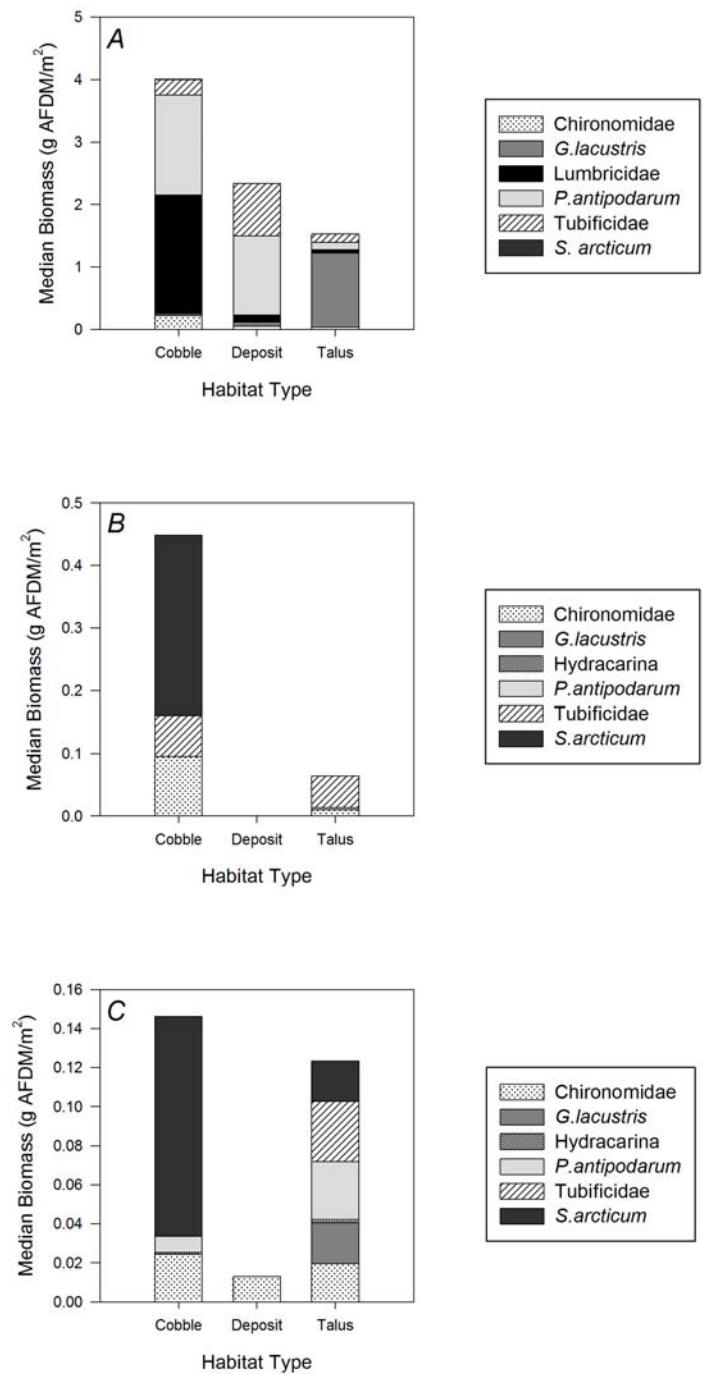 A
5
4
3
2
1
0
Median Biomass (g AFDM/m²)
Cobble Deposit Talus
Habitat Type
Chironomidae
G.lacustris
Lumbricidae
P.antipodarum
Tubificidae
S. arcticum
B
0.5
0.4
0.3
0.2
0.1
0.0
Median Biomass (g AFDM/m²)
Cobble Deposit Talus
Habitat Type
Chironomidae
G.lacustris
Hydracarina
P.antipodarum
Tubificidae
S.arcticum
C
0.16
0.14
0.12
0.10
0.08
0.06
0.04
0.02
0.00
Median Biomass (g AFDM/m²)
Cobble Deposit Talus
Habitat Type
Chironomidae
G.lacustris
Hydracarina
P.antipodarum
Tubificidae
S.arcticum